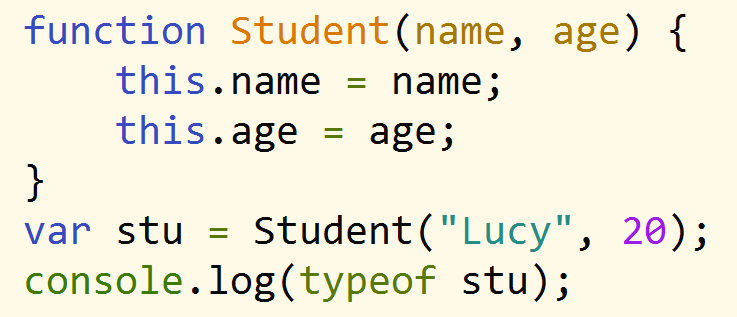 function Student(name, age) {
    this.name = name;
    this.age = age;
}
var stu = Student("Lucy", 20);
console.log(typeof stu);